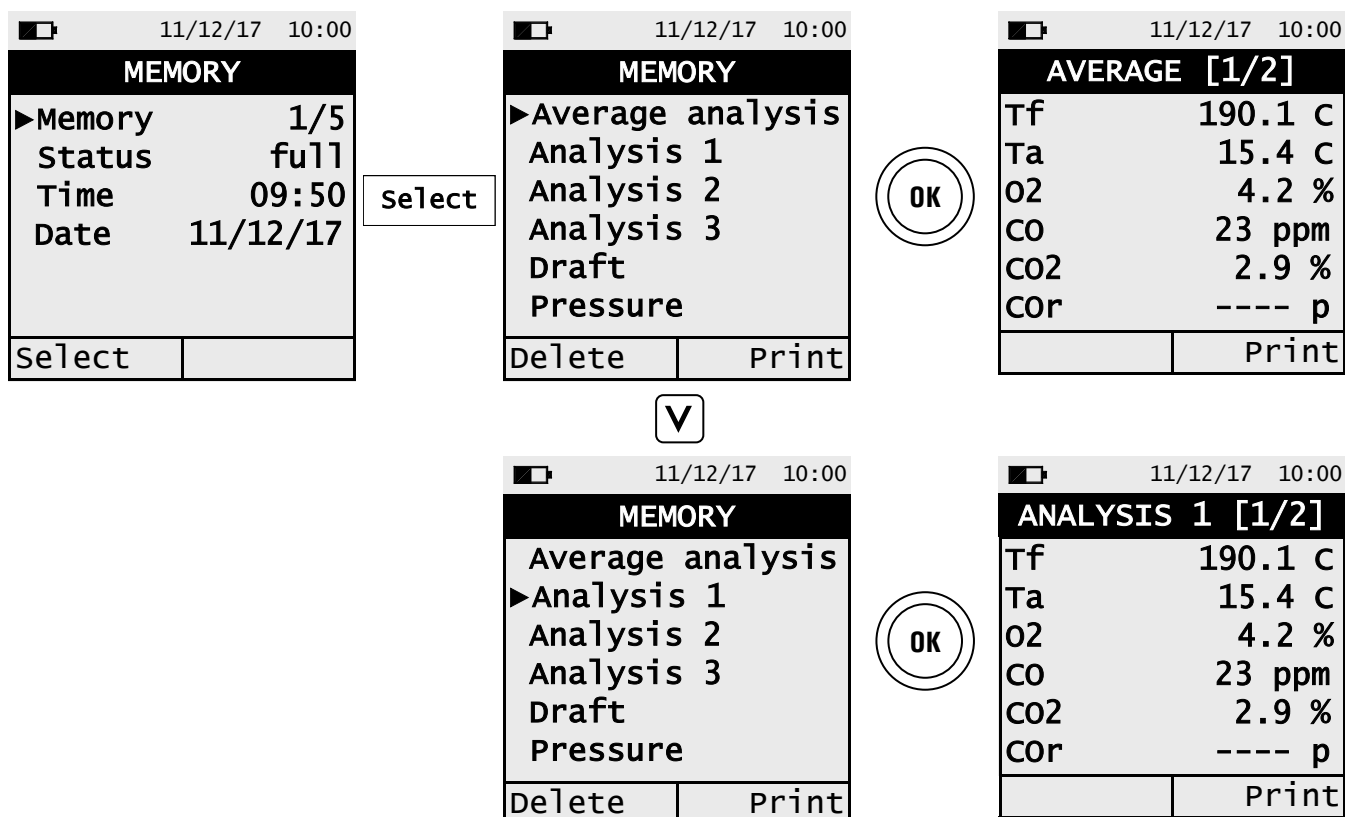 11/12/17 10:00
MEMORY
►Memory 1/5
Status full
Time 09:50
Date 11/12/17
Select
Select
11/12/17 10:00
MEMORY
►Average analysis
Analysis 1
Analysis 2
Analysis 3
Draft
Pressure
Delete Print
OK
11/12/17 10:00
AVERAGE [1/2]
Tf 190.1 C
Ta 15.4 C
O2 4.2 %
CO 23 ppm
CO2 2.9 %
COr ---- p
Print
V
11/12/17 10:00
MEMORY
Average analysis
►Analysis 1
Analysis 2
Analysis 3
Draft
Pressure
Delete Print
OK
11/12/17 10:00
ANALYSIS 1 [1/2]
Tf 190.1 C
Ta 15.4 C
O2 4.2 %
CO 23 ppm
CO2 2.9 %
COr ---- p
Print